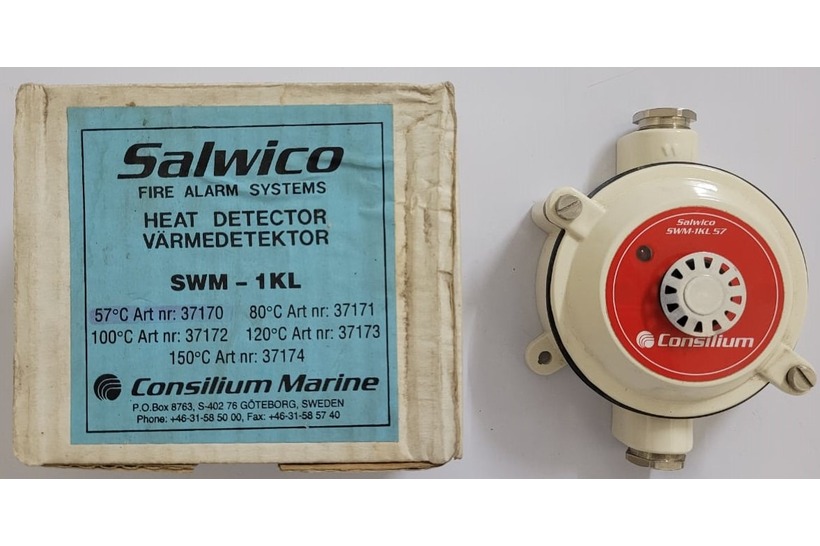 Salwico
FIRE ALARM SYSTEMS
HEAT DETECTOR
VÄRMEDETEKTOR
SWM - 1KL
57°C Art nr: 37170 80°C Art nr: 37171
100°C Art nr: 37172 120°C Art nr: 37173
150°C Art nr: 37174
Consilium Marine
P.O.Box 8763, S-402 76 GÖTEBORG, SWEDEN
Phone: +46-31-58 50 00, Fax: +46-31-58 57 40
Salwico
SWM-1KL 57
Consilium